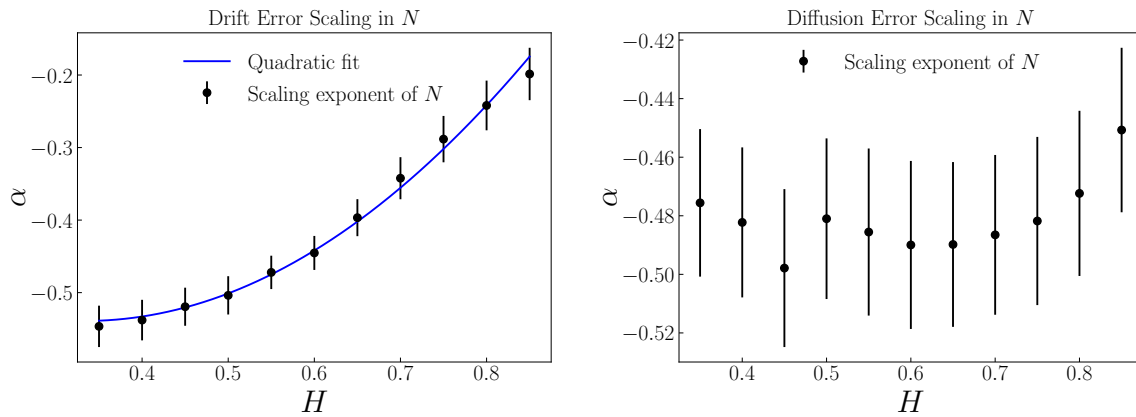 Drift Error Scaling in N
Quadratic fit
Scaling exponent of N
−0.2
−0.3
−0.4
−0.5
α
0.4 0.5 0.6 0.7 0.8
H
Diffusion Error Scaling in N
Scaling exponent of N
−0.42
−0.44
−0.46
−0.48
−0.50
−0.52
α
0.4 0.5 0.6 0.7 0.8
H